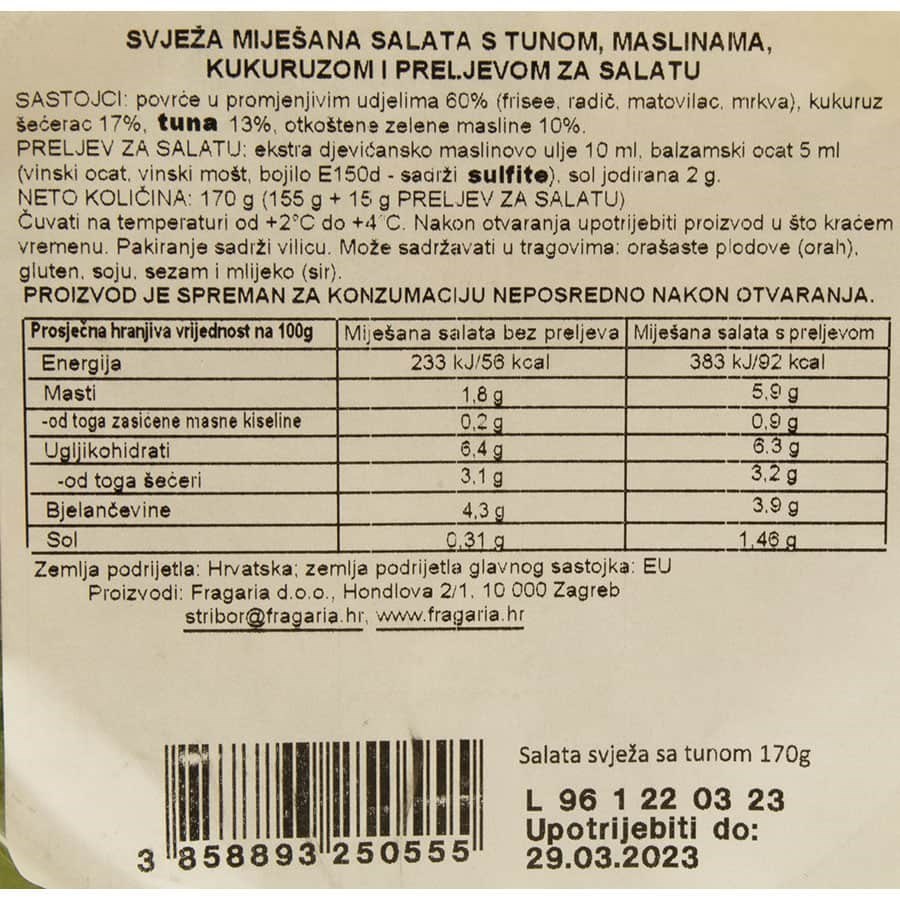 SVJEŽA MIJEŠANA SALATA S TUNOM, MASLINAMA,
KUKURUZOM I PRELJEVOM ZA SALATU
SASTOJCI: povrće u promjenjivim udjelima 60% (frisee, radič, matovilac, mrkva), kukuruz
šećerac 17%, tuna 13%, otkoštene zelene masline 10%.
PRELJEV ZA SALATU: ekstra djevičansko maslinovo ulje 10 ml, balzamski ocat 5 ml
(vinski ocat, vinski mošt, bojilo E150d - sadrži sulfite), sol jodirana 2 g.
NETO KOLIČINA: 170 g (155 g + 15 g PRELJEV ZA SALATU)
Čuvati na temperaturi od +2°C do +4°C. Nakon otvaranja upotrijebiti proizvod u što kraćem
vremenu. Pakiranje sadrži vilicu. Može sadržavati u tragovima: orašaste plodove (orah),
gluten, soju, sezam i mlijeko (sir).
PROIZVOD JE SPREMAN ZA KONZUMACIJU NEPOSREDNO NAKON OTVARANJA.
Prosječna hranjiva vrijednost na 100g Miješana salata bez preljeva Miješana salata s preljevom
Energija 233 kJ/56 kcal 383 kJ/92 kcal
Masti 1,8 g 5,9 g
-od toga zasićene masne kiseline 0,2 g 0,9 g
Ugljikohidrati 6,4 g 6,3 g
-od toga šećeri 3,1 g 3,2 g
Bjelančevine 4,3 g 3,9 g
Sol 0,31 g 1,46 g
Zemlja podrijetla: Hrvatska; zemlja podrijetla glavnog sastojka: EU
Proizvodi: Fragaria d.o.o., Hondlova 2/1, 10 000 Zagreb
stribor@fragaria.hr, www.fragaria.hr
Salata svježa sa tunom 170g
L 96 1 22 03 23
Upotrijebiti do:
29.03.2023
3 858893 250555